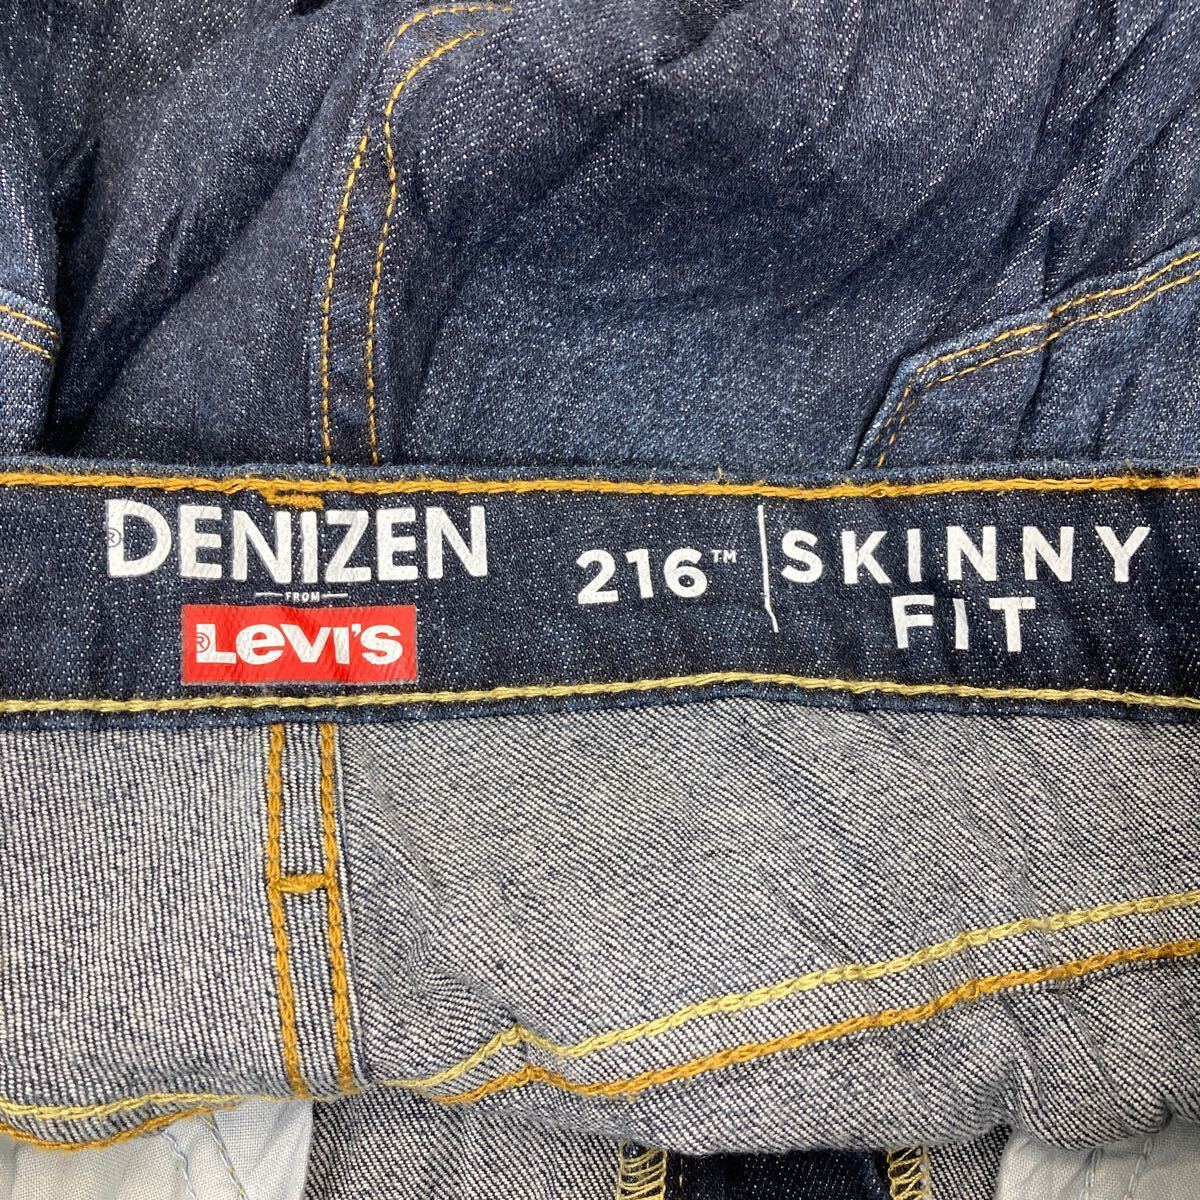 ®DENIZEN
FROM
®LEVI'S
216™
SKINNY
FIT